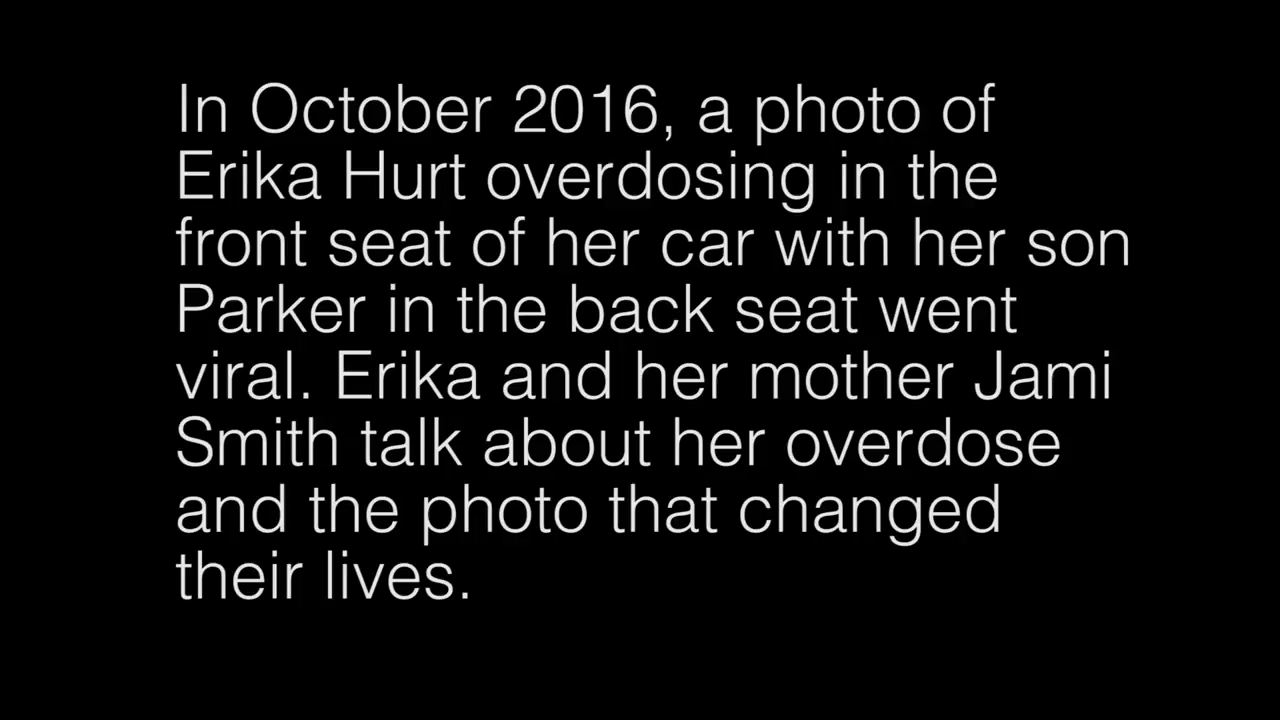 In October 2016, a photo of
Erika Hurt overdosing in the
front seat of her car with her son
Parker in the back seat went
viral. Erika and her mother Jami
Smith talk about her overdose
and the photo that changed
their lives.